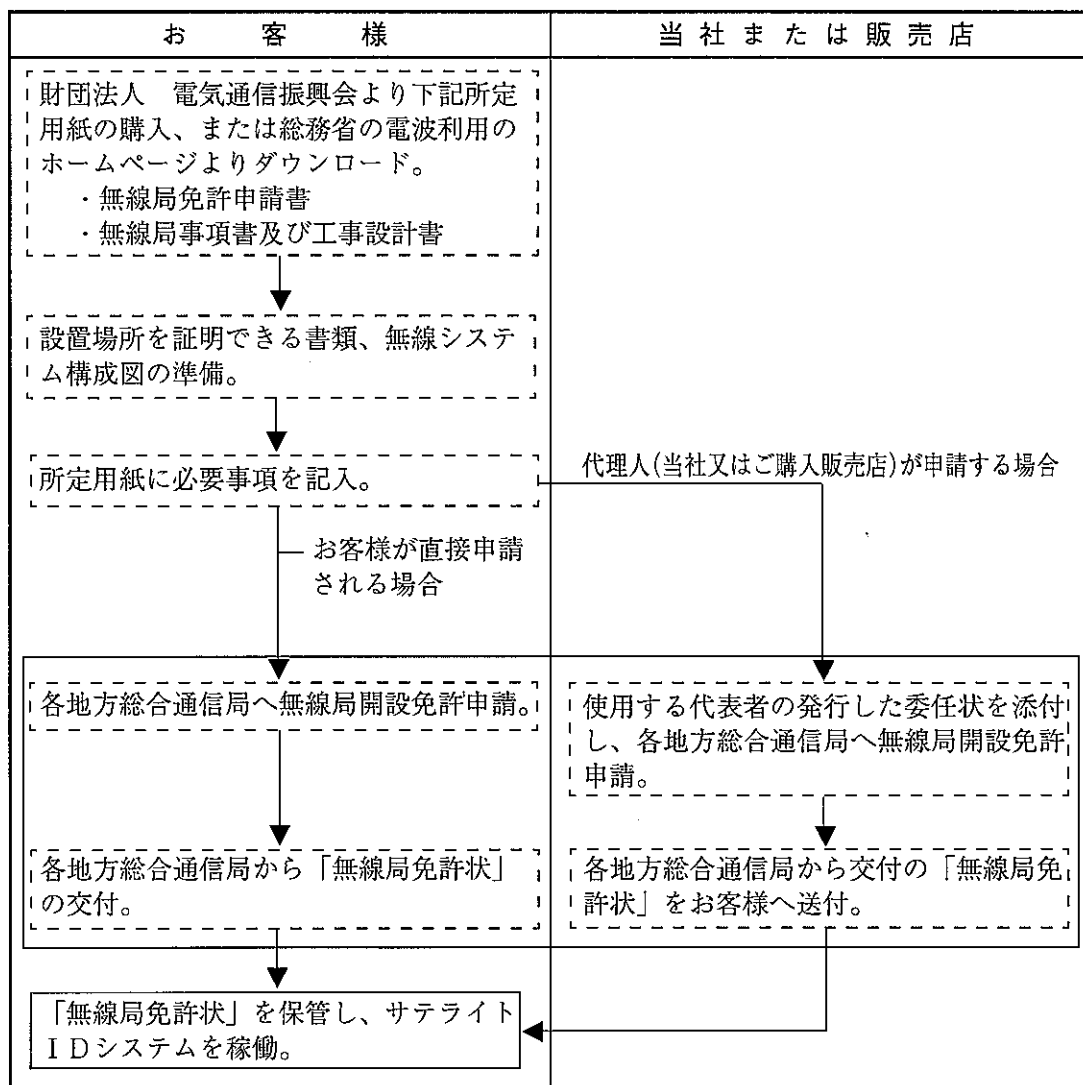 お客様
当社または販売店
財団法人 電気通信振興会より下記所定
用紙の購入、または総務省の電波利用の
ホームページよりダウンロード。
・無線局免許申請書
・無線局事項書及び工事設計書
設置場所を証明できる書類、無線システ
ム構成図の準備。
所定用紙に必要事項を記入。
代理人(当社又はご購入販売店)が申請する場合
お客様が直接申請
される場合
各地方総合通信局へ無線局開設免許申請。
使用する代表者の発行した委任状を添付
し、各地方総合通信局へ無線局開設免許
申請。
各地方総合通信局から「無線局免許状」
の交付。
各地方総合通信局から交付の「無線局免
許状」をお客様へ送付。
「無線局免許状」を保管し、サテライト
IDシステムを稼働。